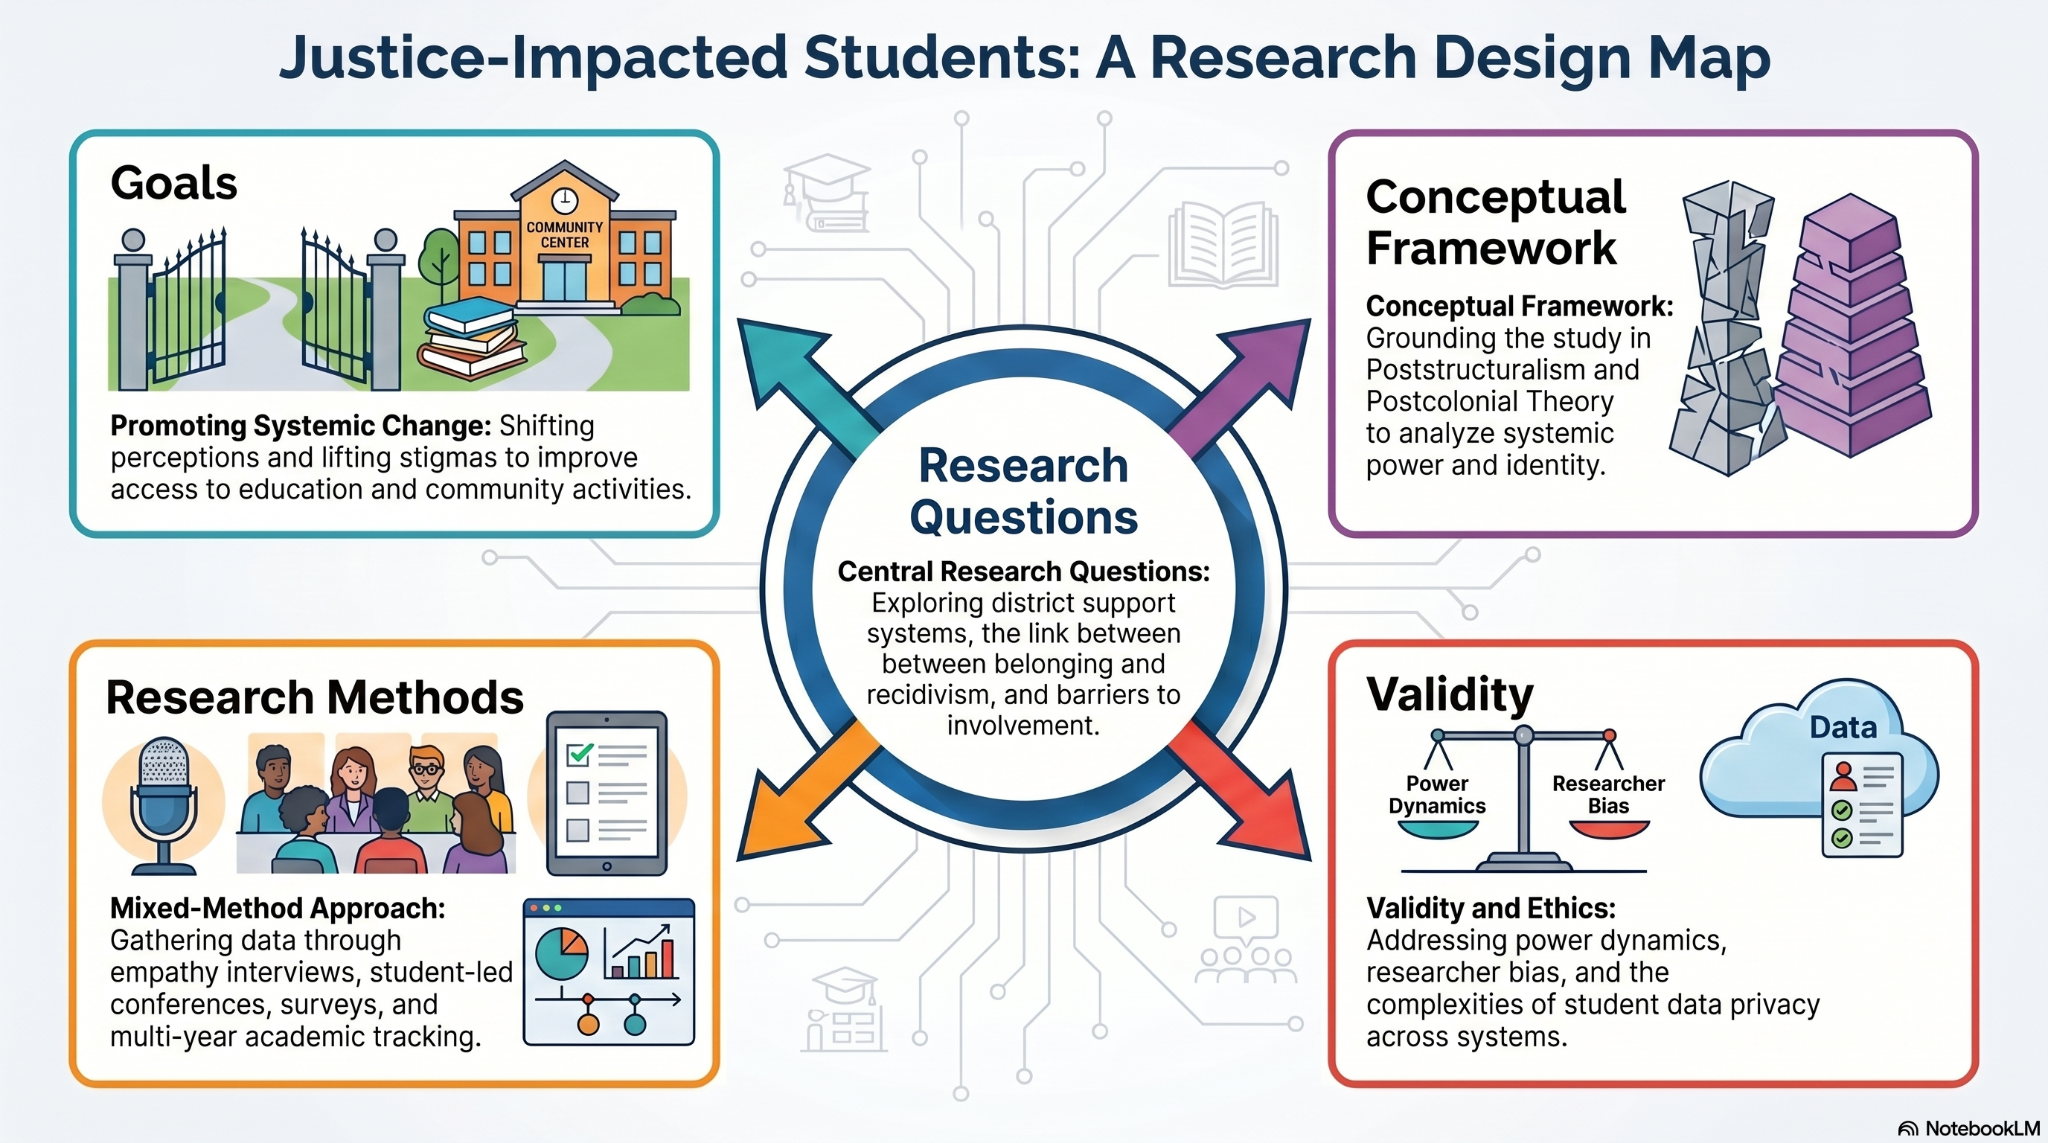 Justice-Impacted Students: A Research Design Map
Goals
COMMUNITY
CENTER
Promoting Systemic Change: Shifting
perceptions and lifting stigmas to improve
access to education and community activities.
Conceptual
Framework
Conceptual Framework:
Grounding the study in
Poststructuralism and
Postcolonial Theory
to analyze systemic
power and identity.
Research
Questions
Central Research Questions:
Exploring district support
systems, the link between
between belonging and
recidivism, and barriers to
involvement.
Research Methods
Mixed-Method Approach:
Gathering data through
empathy interviews, student-led
conferences, surveys, and
multi-year academic tracking.
Validity
Power
Dynamics
Researcher
Bias
Data
Validity and Ethics:
Addressing power dynamics,
researcher bias, and the
complexities of student data privacy
across systems.
NotebookLM